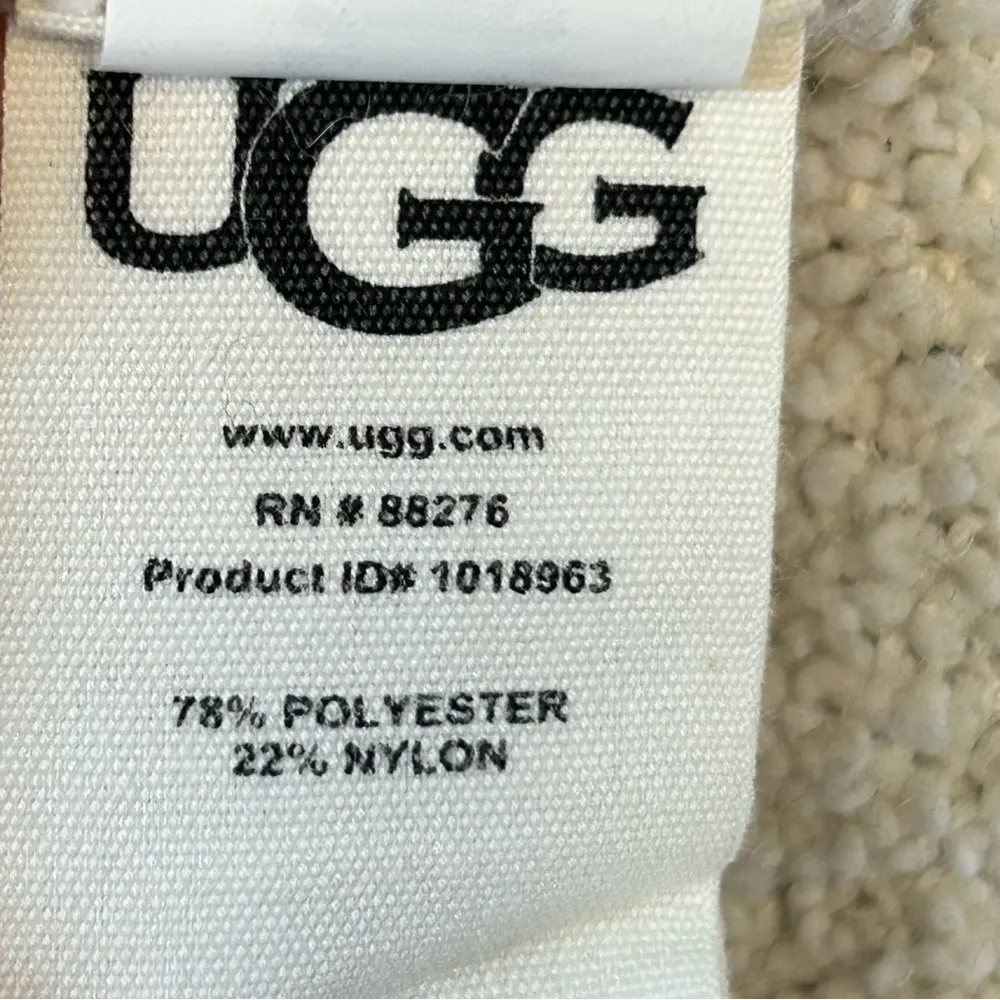 UGG
www.ugg.com
RN # 88276
Product ID# 1018963
78% POLYESTER
22% NYLON